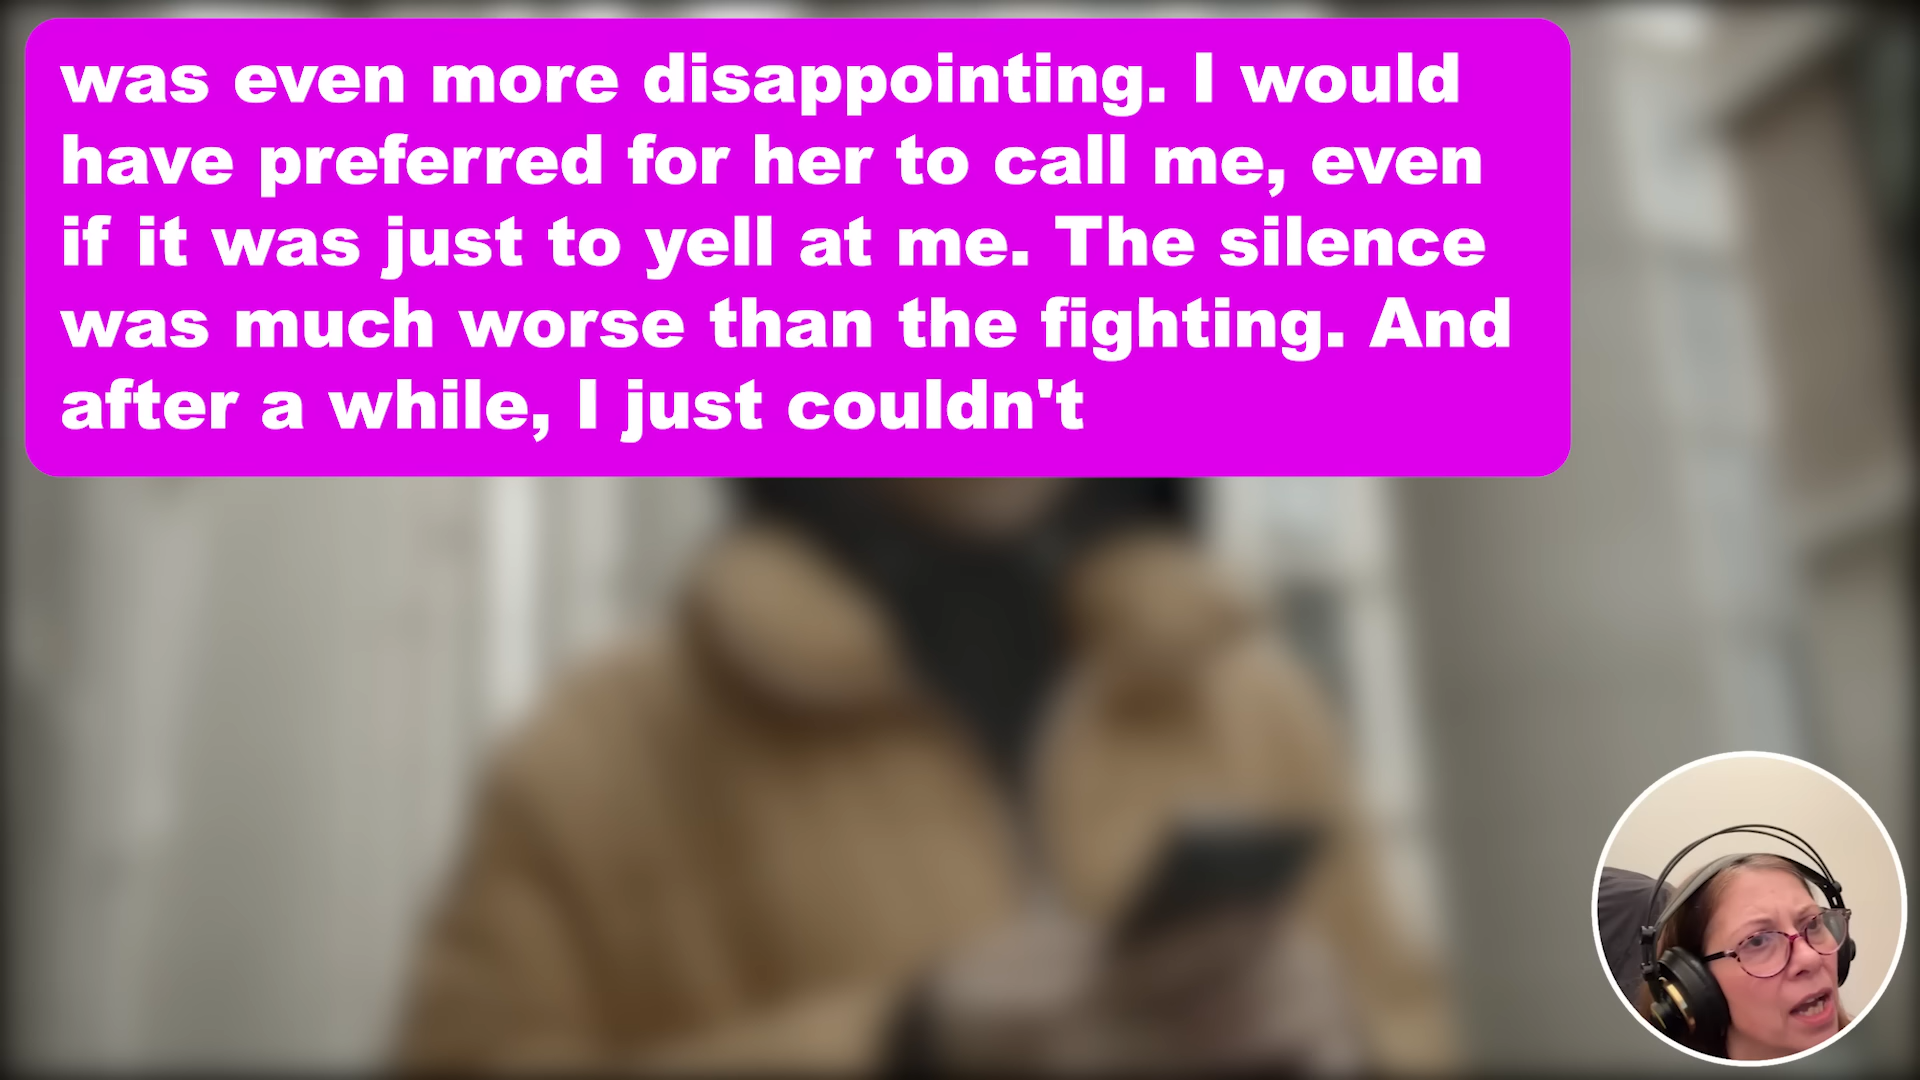 was even more disappointing. I would
have preferred for her to call me, even
if it was just to yell at me. The silence
was much worse than the fighting. And
after a while, I just couldn't